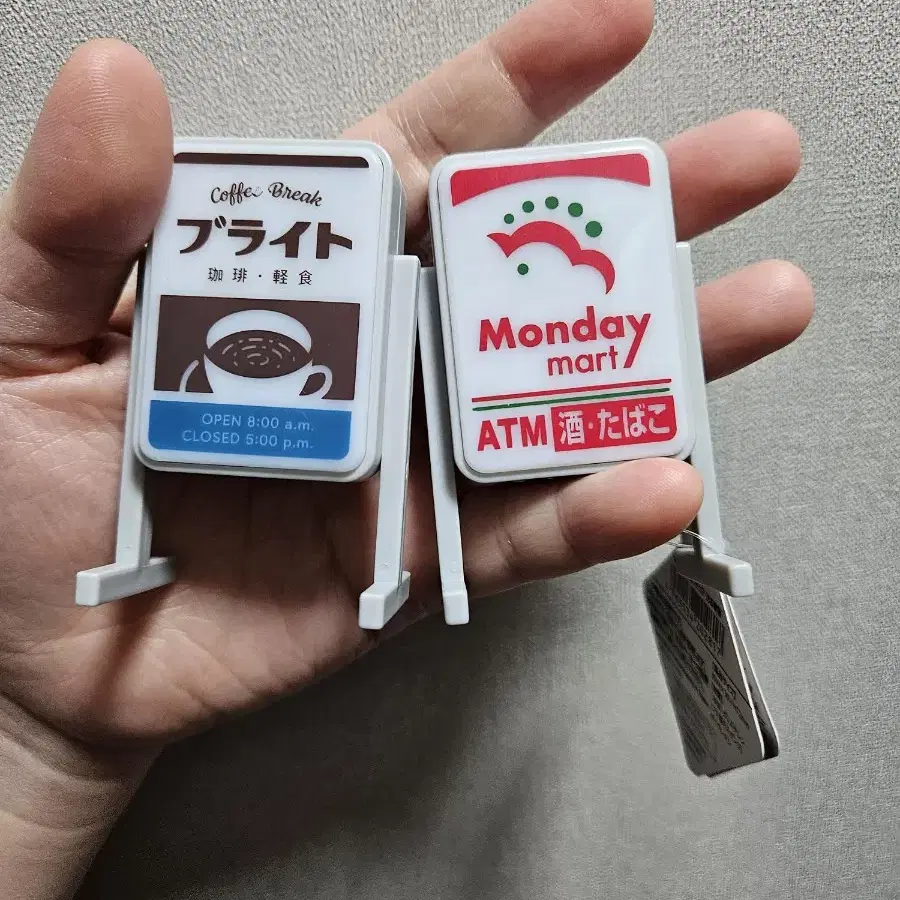 Coffee Break
ブライト
珈琲・軽食
OPEN 8:00 a.m.
CLOSED 5:00 p.m.
Monday
mart
ATM 酒・たばこ